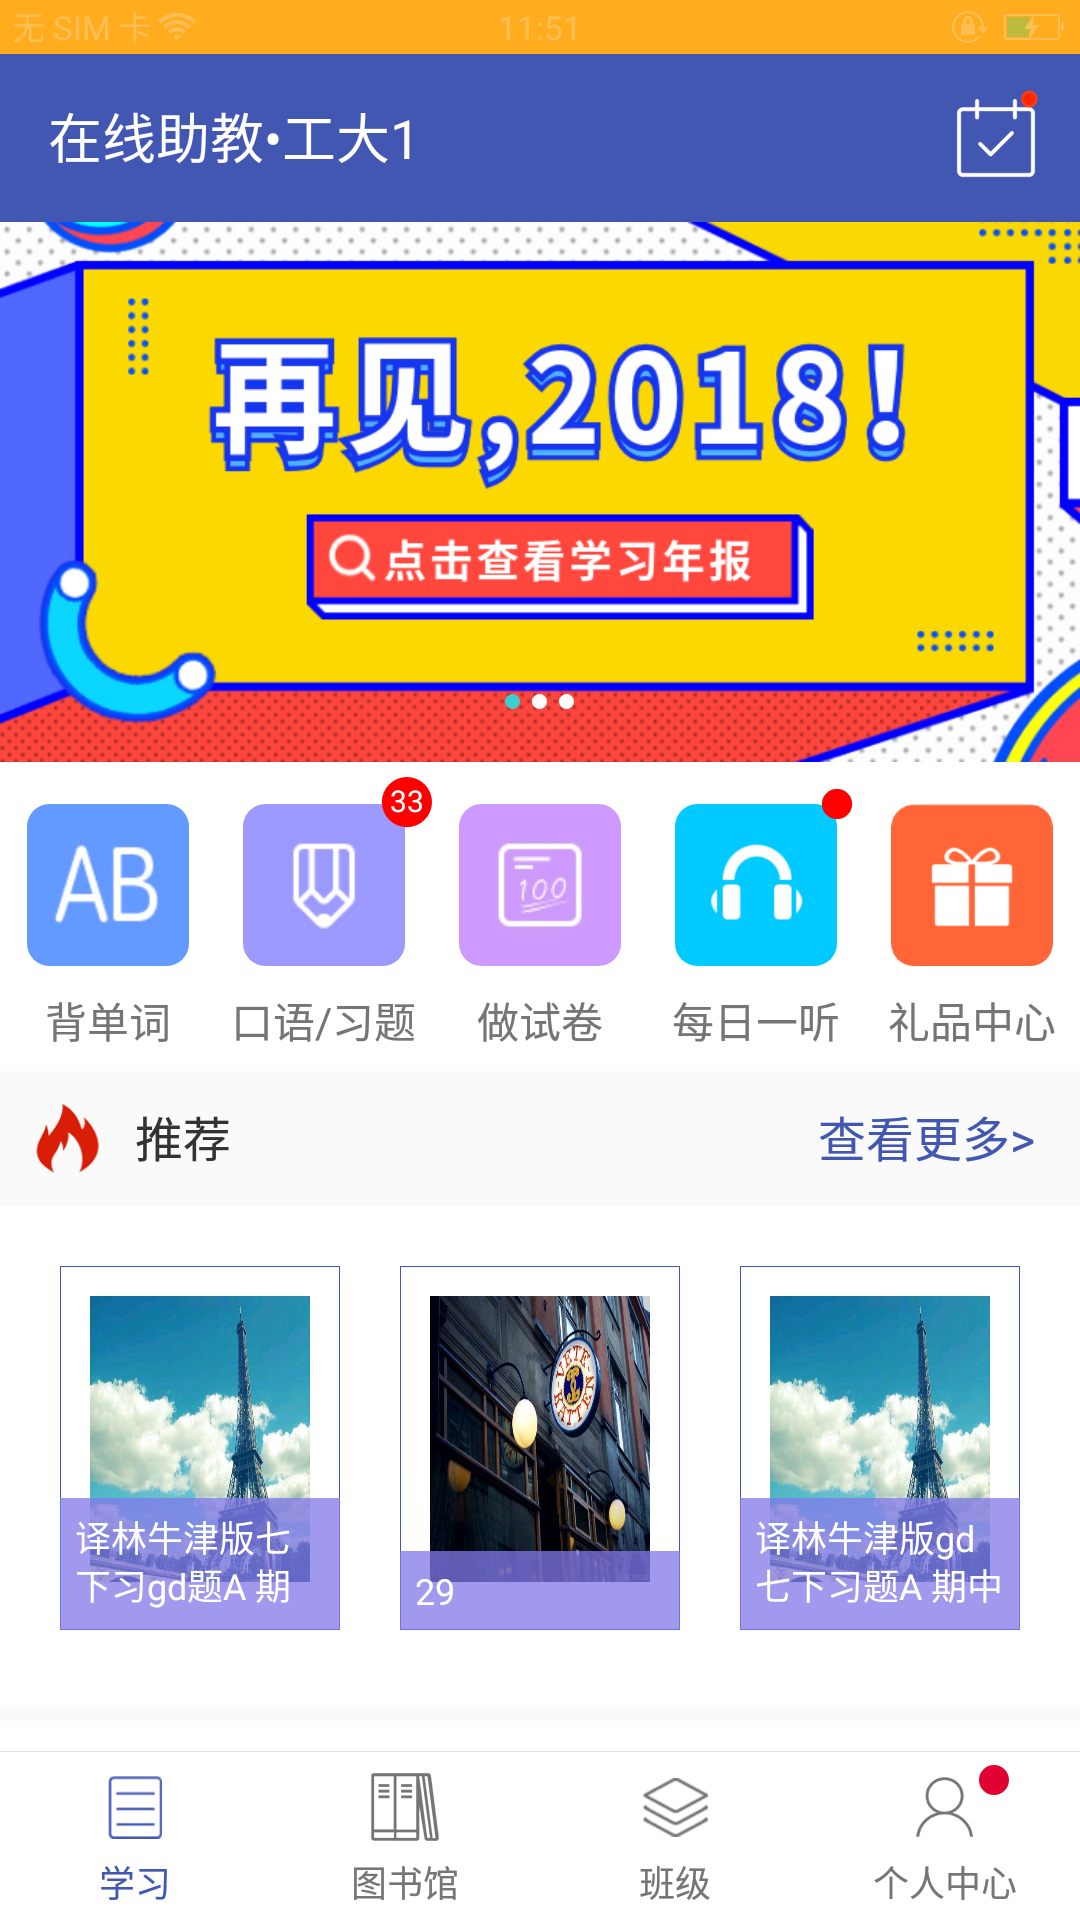 无 SIM 卡
11:51
在线助教•工大1
再见,2018!
点击查看学习年报
33
AB
100
背单词
口语/习题
做试卷
每日一听
礼品中心
推荐
查看更多>
VETE-
KATTEN
译林牛津版七
下习gd题A 期
29
译林牛津版gd
七下习题A 期中
学习
图书馆
班级
个人中心